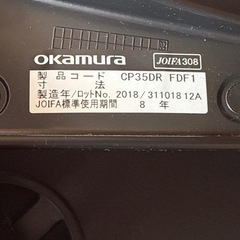 okamura JOIFA308
製品コード CP35DR FDF1
寸法
製造年/ロットNo. 2018/31101812A
JOIFA標準使用期間 8 年